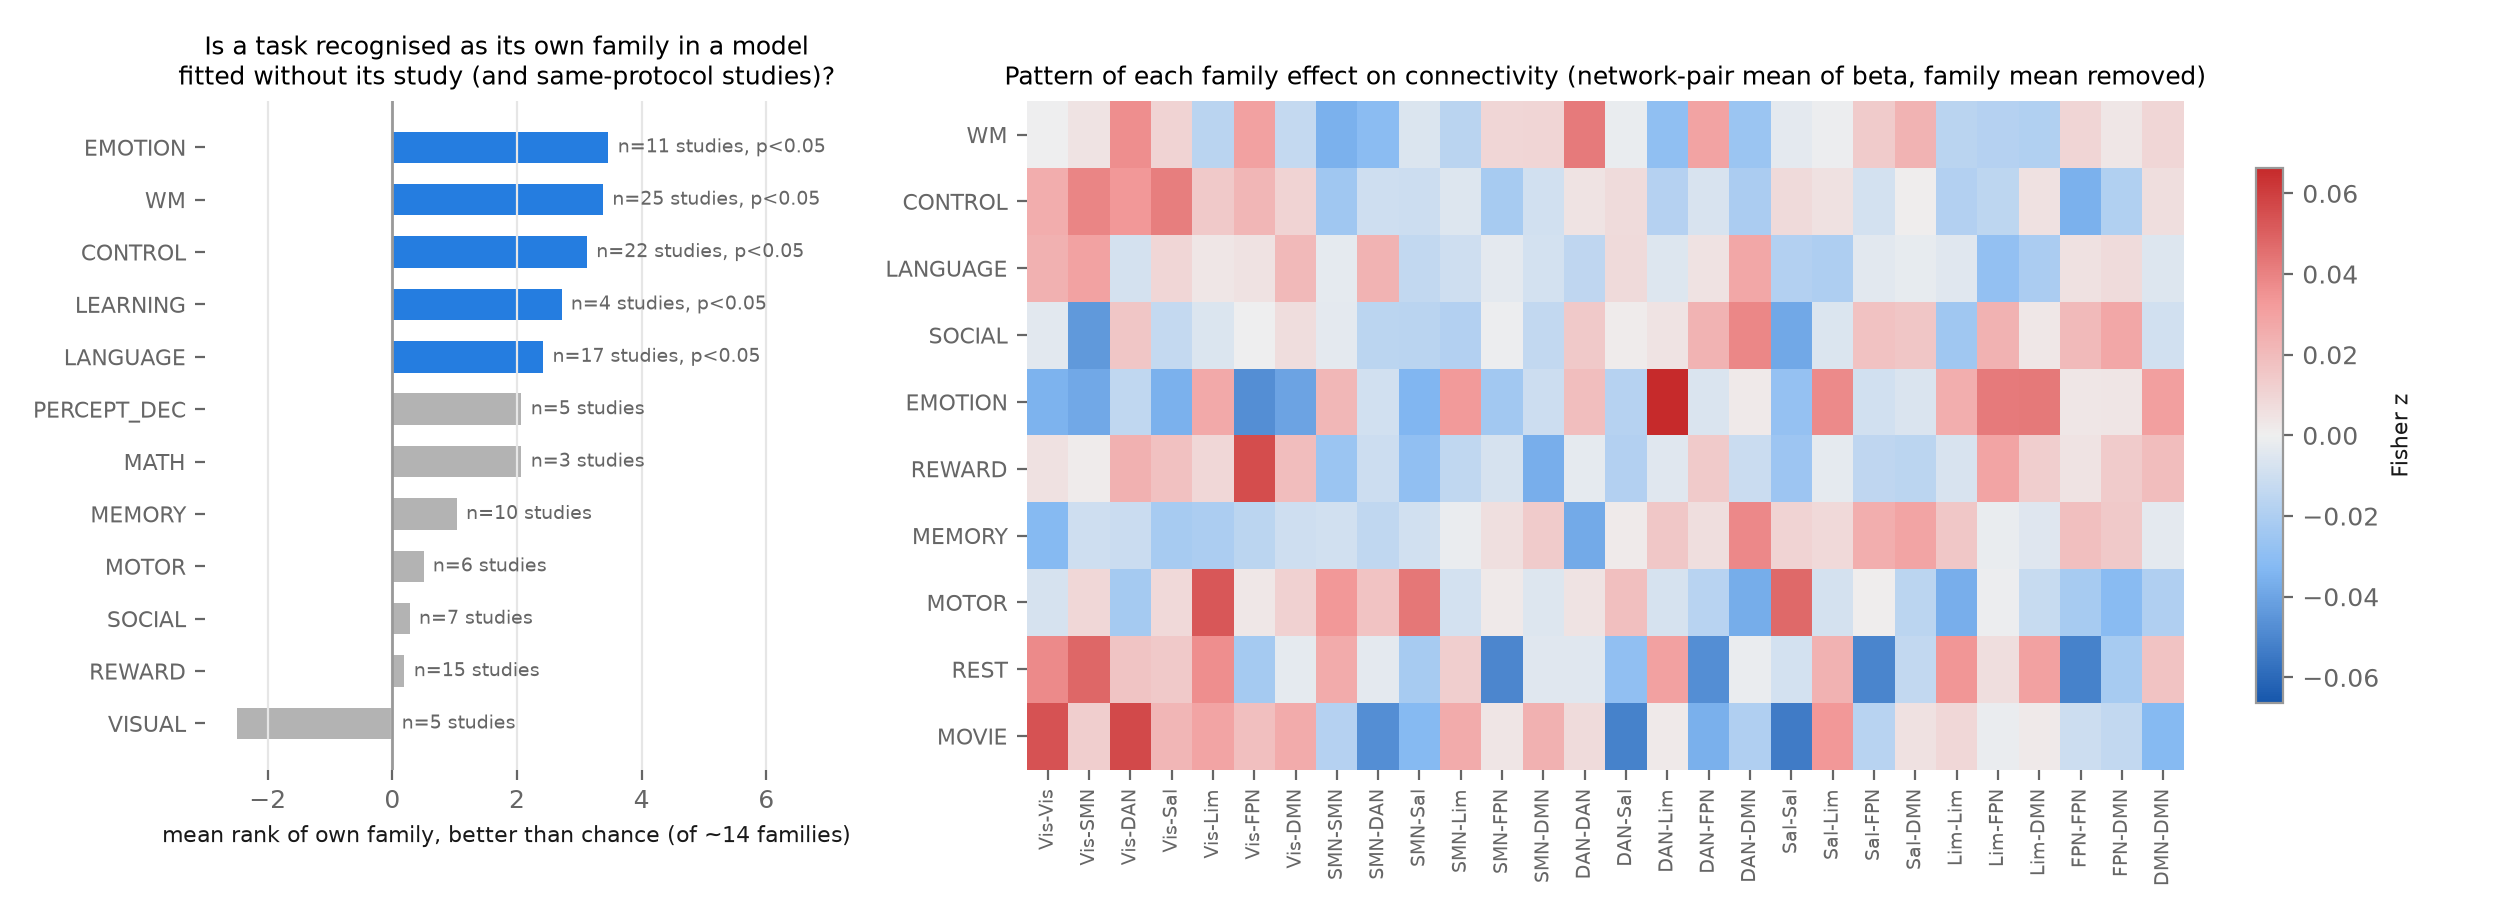 Is a task recognised as its own family in a model
fitted without its study (and same-protocol studies)?
EMOTION
n=11 studies, p<0.05
WM
n=25 studies, p<0.05
CONTROL
n=22 studies, p<0.05
LEARNING
n=4 studies, p<0.05
LANGUAGE
n=17 studies, p<0.05
PERCEPT_DEC
n=5 studies
MATH
n=3 studies
MEMORY
n=10 studies
MOTOR
n=6 studies
SOCIAL
n=7 studies
REWARD
n=15 studies
VISUAL
n=5 studies
−2 0 2 4 6
mean rank of own family, better than chance (of ~14 families)
Pattern of each family effect on connectivity (network-pair mean of beta, family mean removed)
WM
CONTROL
LANGUAGE
SOCIAL
EMOTION
REWARD
MEMORY
MOTOR
REST
MOVIE
Vis-Vis
Vis-SMN
Vis-DAN
Vis-Sal
Vis-Lim
Vis-FPN
Vis-DMN
SMN-SMN
SMN-DAN
SMN-Sal
SMN-Lim
SMN-FPN
SMN-DMN
DAN-DAN
DAN-Sal
DAN-Lim
DAN-FPN
DAN-DMN
Sal-Sal
Sal-Lim
Sal-FPN
Sal-DMN
Lim-Lim
Lim-FPN
Lim-DMN
FPN-FPN
FPN-DMN
DMN-DMN
0.06
0.04
0.02
0.00
−0.02
−0.04
−0.06
Fisher z